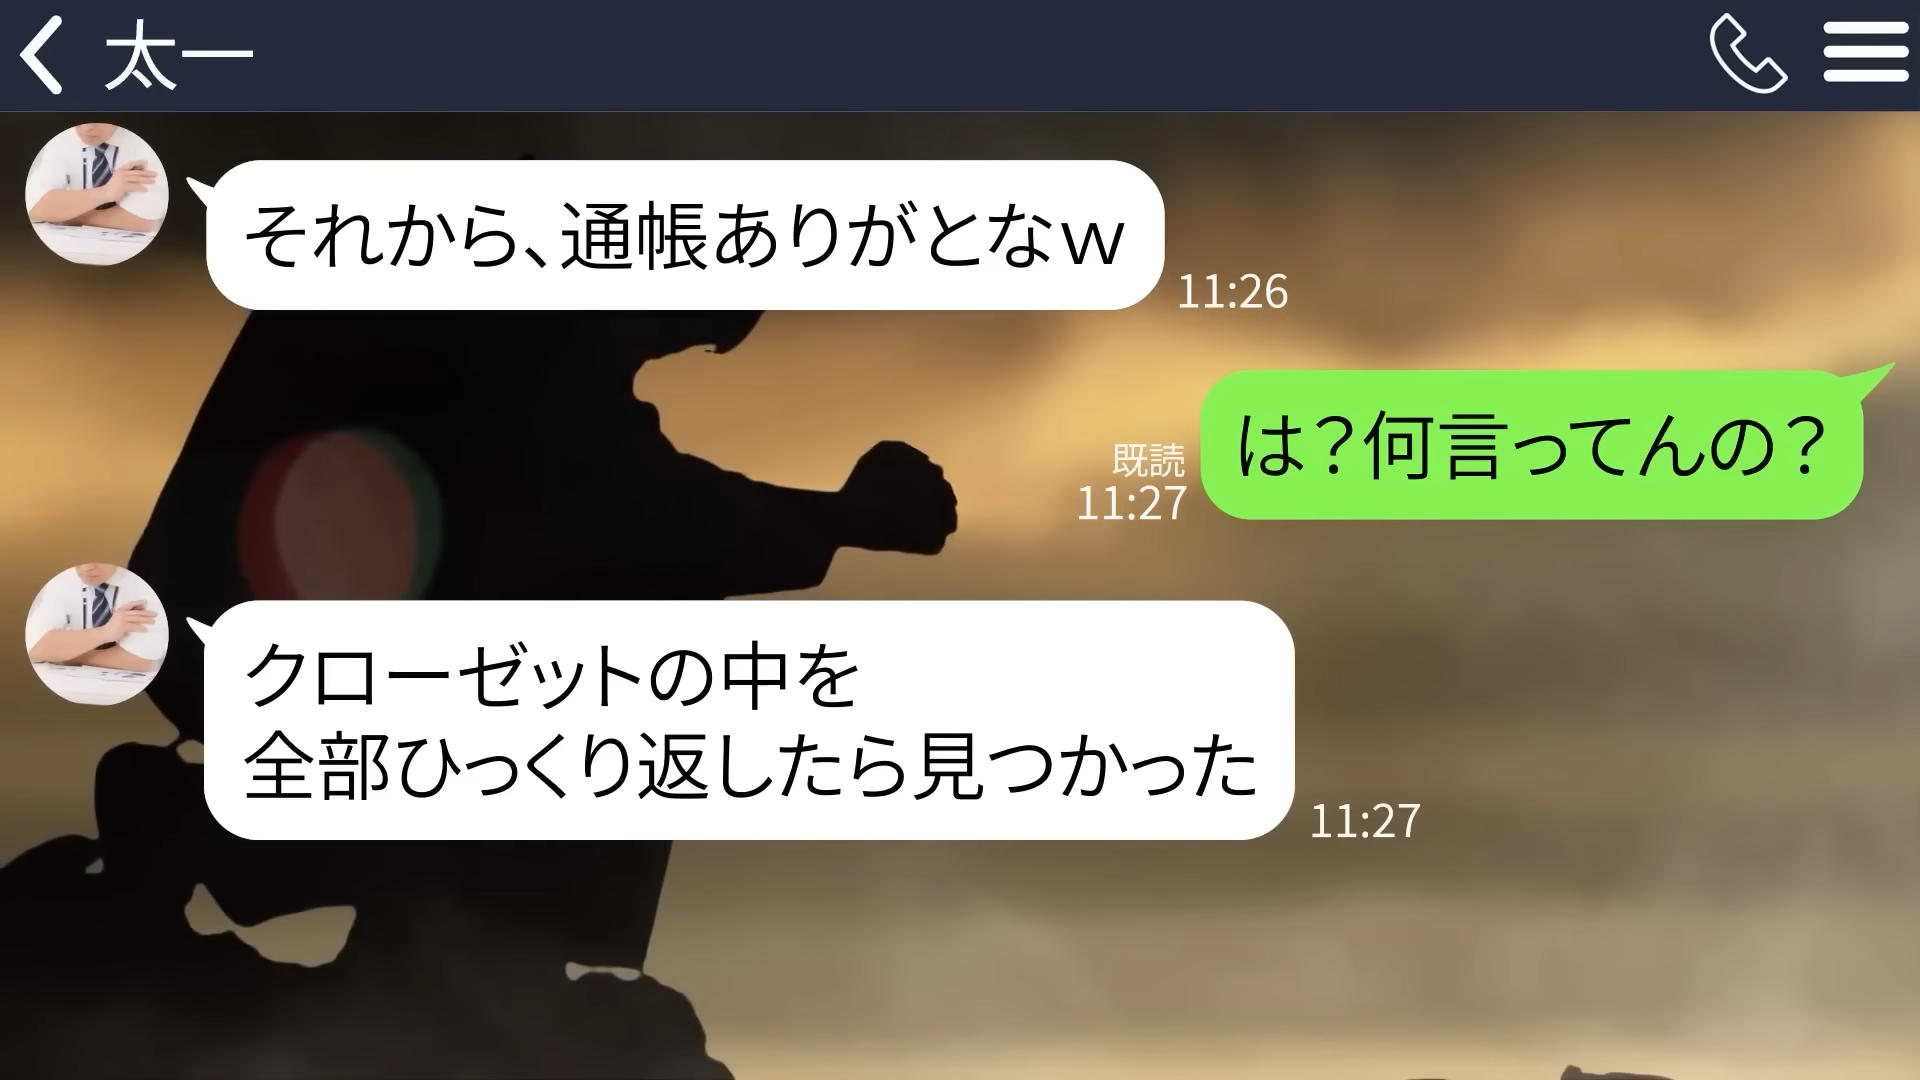 太一
それから、通帳ありがとなｗ
11:26
は？何言ってんの？
既読
11:27
クローゼットの中を
全部ひっくり返したら見つかった
11:27